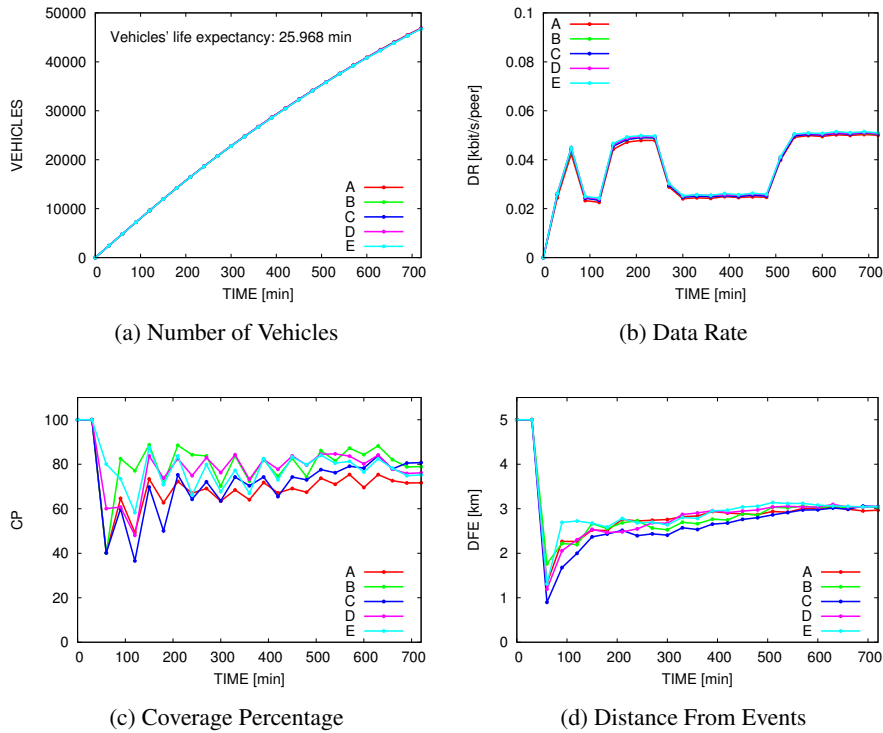 50000
40000
30000
20000
10000
0
VEHICLES
Vehicles' life expectancy: 25.968 min
A
B
C
D
E
0 100 200 300 400 500 600 700
TIME [min]
(a) Number of Vehicles
0.1
0.08
0.06
0.04
0.02
0
DR [kbit/s/peer]
A
B
C
D
E
0 100 200 300 400 500 600 700
TIME [min]
(b) Data Rate
100
80
60
40
20
0
CP
A
B
C
D
E
0 100 200 300 400 500 600 700
TIME [min]
(c) Coverage Percentage
5
4
3
2
1
0
DFE [km]
A
B
C
D
E
0 100 200 300 400 500 600 700
TIME [min]
(d) Distance From Events